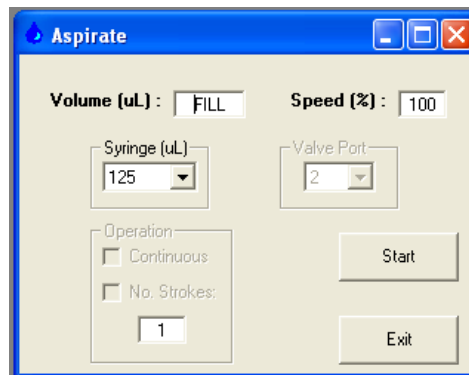 Aspirate
Volume (uL) : FILL Speed (%) : 100
Syringe (uL) Valve Port
125 2
Operation
Continuous
No. Strokes:
1
Start
Exit